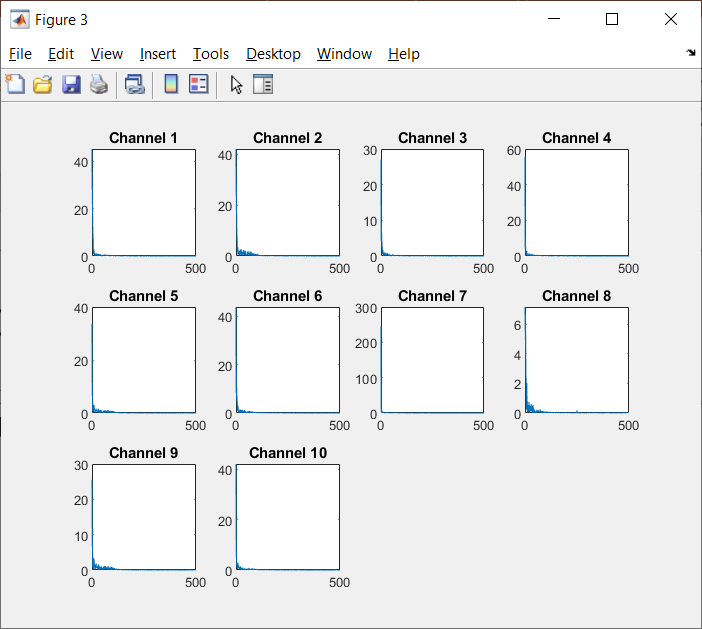 Figure 3
File Edit View Insert Tools Desktop Window Help
Channel 1 Channel 2 Channel 3 Channel 4
40 40 30 60
20 20 20 40
10 20
0 0 0 0
0 500 0 500 0 500 0 500
Channel 5 Channel 6 Channel 7 Channel 8
40 40 300 6
20 20 200 4
100 2
0 0 0 0
0 500 0 500 0 500 0 500
Channel 9 Channel 10
30 40
20 20
10
0 0
0 500 0 500